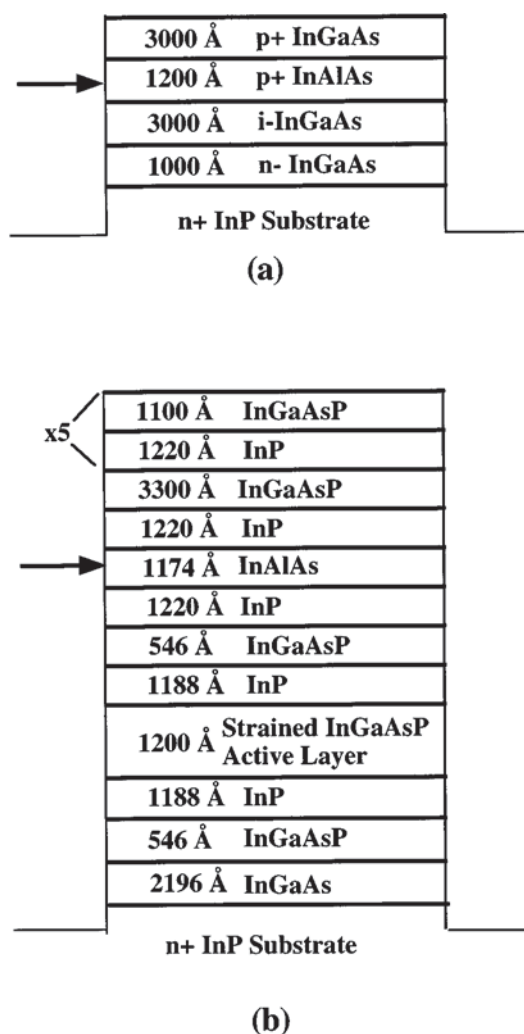 3000 Å p+ InGaAs
1200 Å p+ InAlAs
3000 Å i-InGaAs
1000 Å n- InGaAs
n+ InP Substrate
(a)
x5
1100 Å InGaAsP
1220 Å InP
3300 Å InGaAsP
1220 Å InP
1174 Å InAlAs
1220 Å InP
546 Å InGaAsP
1188 Å InP
1200 Å Strained InGaAsP
Active Layer
1188 Å InP
546 Å InGaAsP
2196 Å InGaAs
n+ InP Substrate
(b)